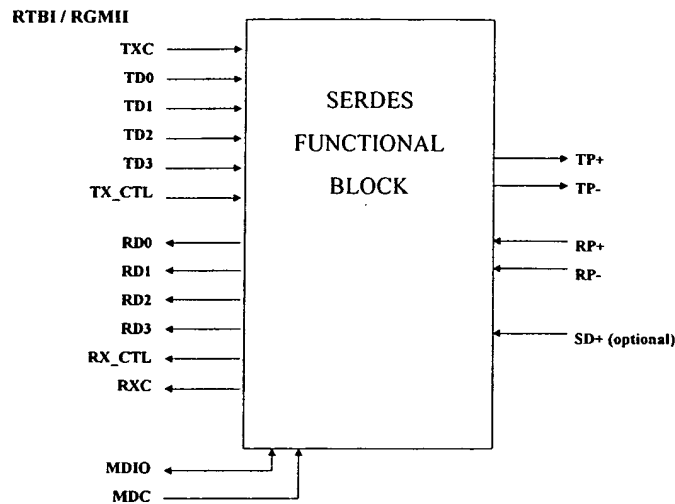 RTBI / RGMII
TXC
TD0
TD1
TD2
TD3
TX_CTL
RD0
RD1
RD2
RD3
RX_CTL
RXC
MDIO
MDC
SERDES
FUNCTIONAL
BLOCK
TP+
TP-
RP+
RP-
SD+ (optional)